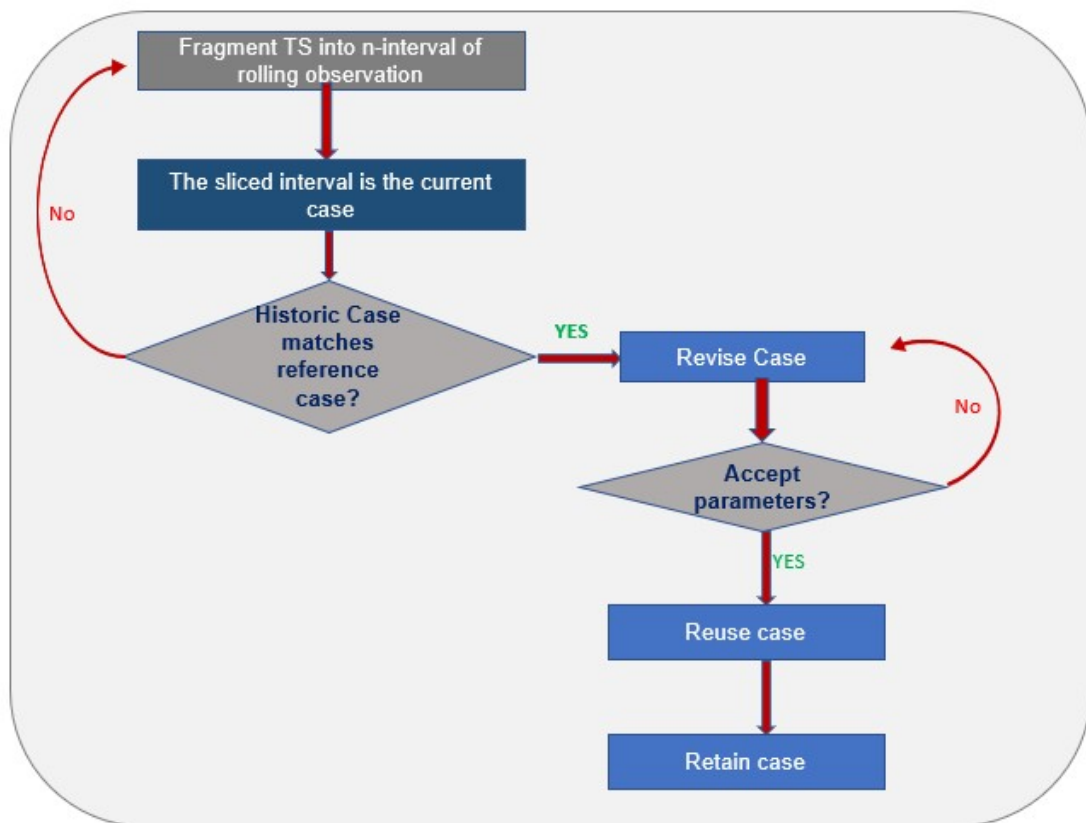 Fragment TS into n-interval of
rolling observation
The sliced interval is the current
case
No
Historic Case
matches
reference
case?
YES
Revise Case
No
Accept
parameters?
YES
Reuse case
Retain case